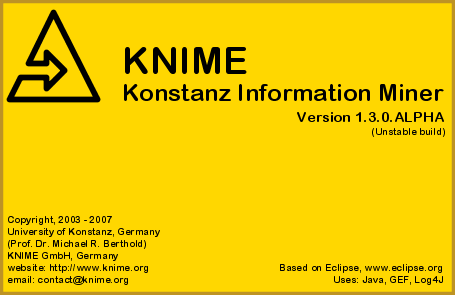 KNIME
Konstanz Information Miner
Version 1.3.0.ALPHA
(Unstable build)
Copyright, 2003 - 2007
University of Konstanz, Germany
(Prof. Dr. Michael R. Berthold)
KNIME GmbH, Germany
website: http://www.knime.org
email: contact@knime.org
Based on Eclipse, www.eclipse.org
Uses: Java, GEF, Log4J